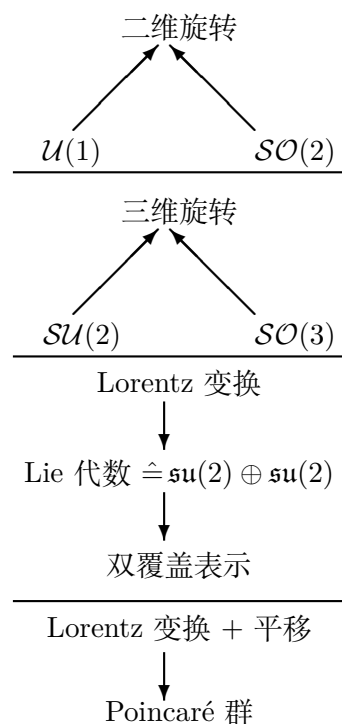 二维旋转
𝒰(1) 𝒮𝒪(2)
三维旋转
𝒮𝒰(2) 𝒮𝒪(3)
Lorentz 变换
Lie 代数 ≙ 𝔰𝔲(2) ⊕ 𝔰𝔲(2)
双覆盖表示
Lorentz 变换 + 平移
Poincaré 群